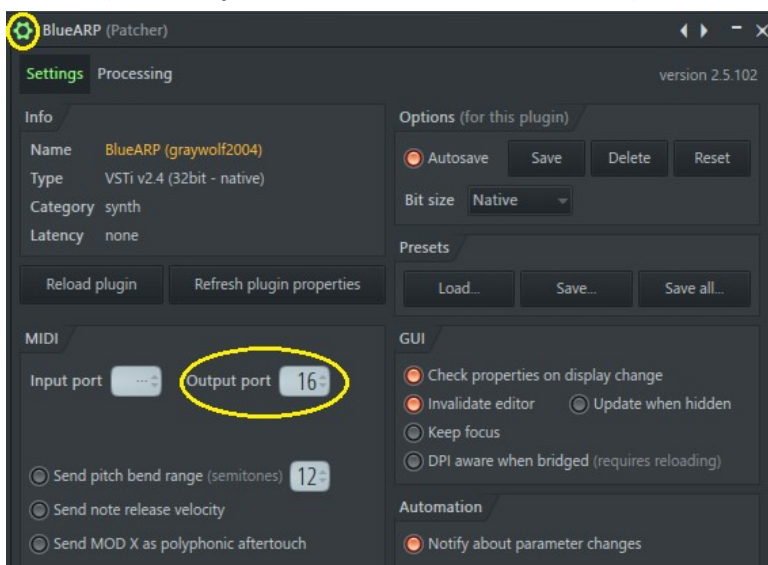 BlueARP (Patcher)
Settings Processing
version 2.5.102
Info
Name BlueARP (graywolf2004)
Type VSTi v2.4 (32bit - native)
Category synth
Latency none
Reload plugin Refresh plugin properties
Options (for this plugin)
Autosave Save Delete Reset
Bit size Native
Presets
Load... Save... Save all...
MIDI
Input port --- Output port 16
Send pitch bend range (semitones) 12
Send note release velocity
Send MOD X as polyphonic aftertouch
GUI
Check properties on display change
Invalidate editor Update when hidden
Keep focus
DPI aware when bridged (requires reloading)
Automation
Notify about parameter changes